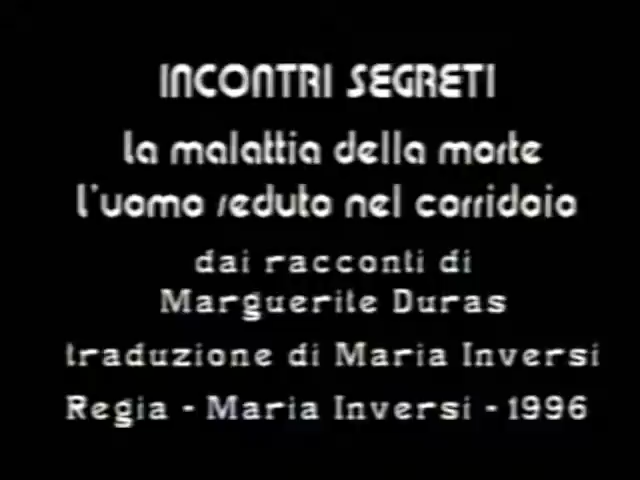 INCONTRI SEGRETI
la malattia della morte
l'uomo seduto nel corridoio
dai racconti di
Marguerite Duras
traduzione di Maria Inversi
Regia - Maria Inversi - 1996